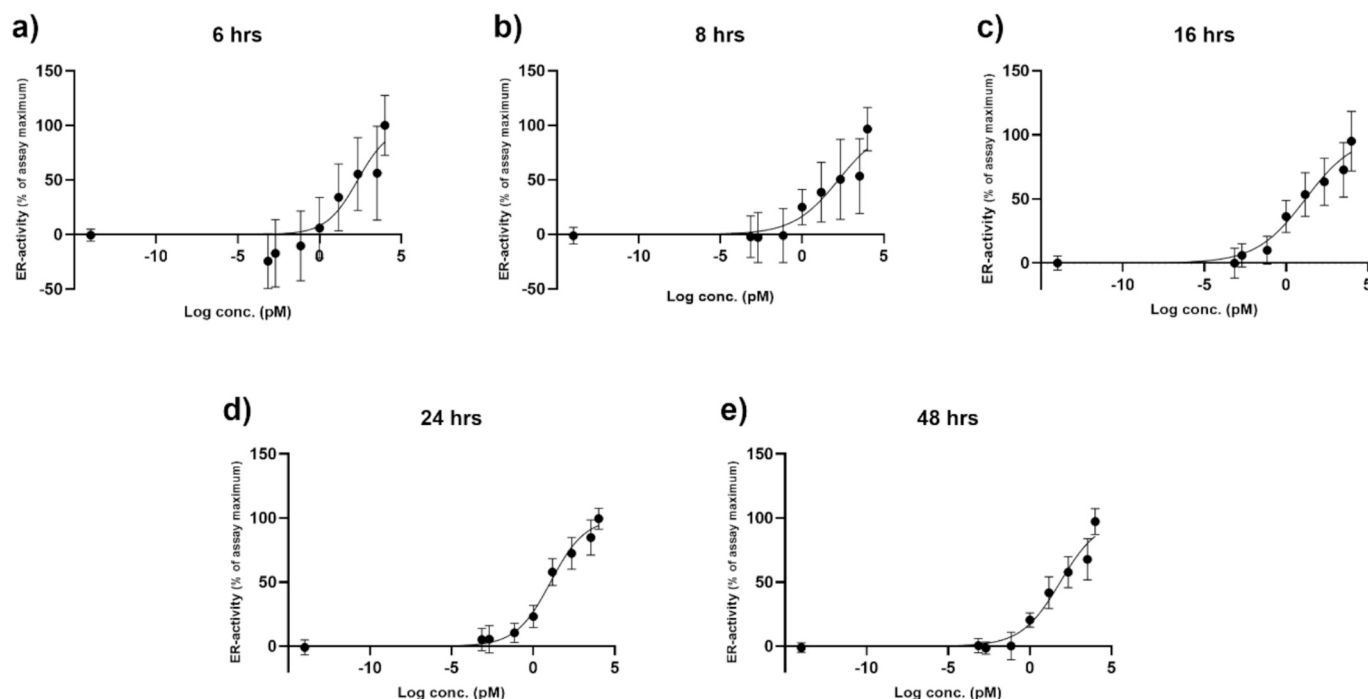 a)
6 hrs
ER-activity (% of assay maximum)
150
100
50
0
-50
-10
-5
0
5
Log conc. (pM)
b)
8 hrs
ER-activity (% of assay maximum)
150
100
50
0
-50
-10
-5
0
5
Log conc. (pM)
c)
16 hrs
ER-activity (% of assay maximum)
150
100
50
0
-10
-5
0
5
Log conc. (pM)
d)
24 hrs
ER-activity (% of assay maximum)
150
100
50
0
-10
-5
0
5
Log conc. (pM)
e)
48 hrs
ER-activity (% of assay maximum)
150
100
50
0
-10
-5
0
5
Log conc. (pM)